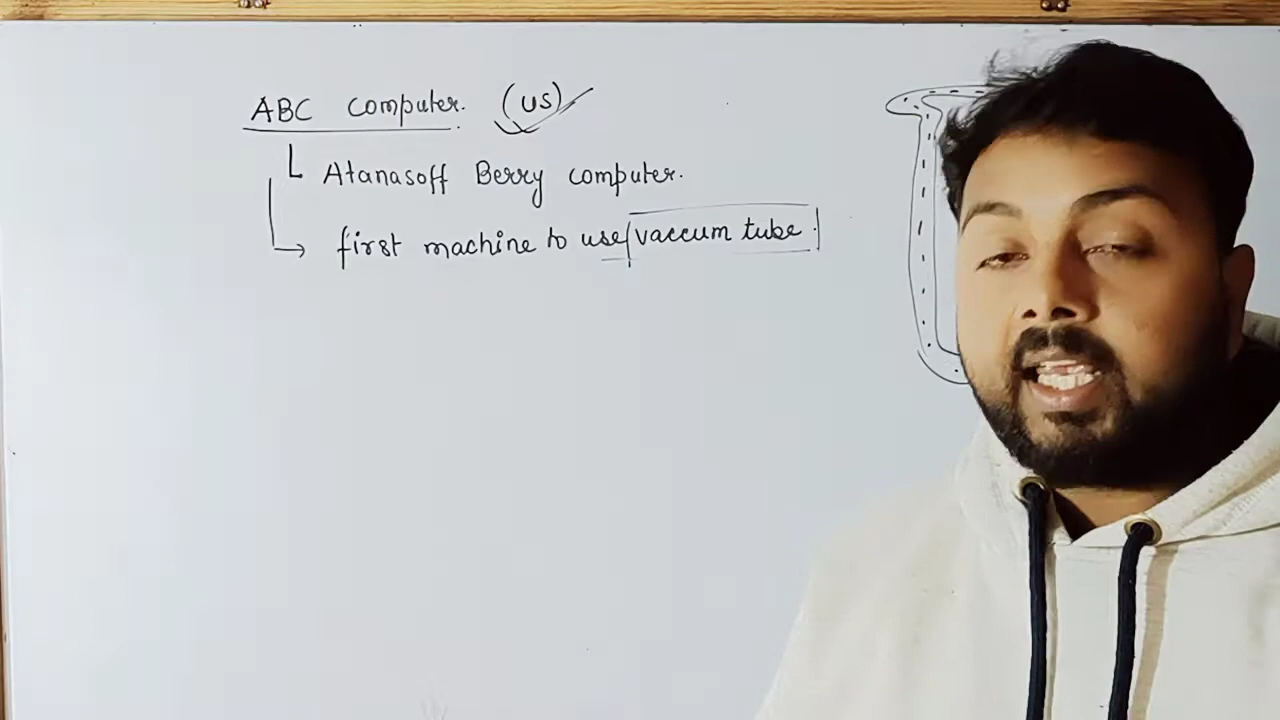 ABC computer. (US)
Atanasoff Berry computer.
first machine to use vaccum tube.